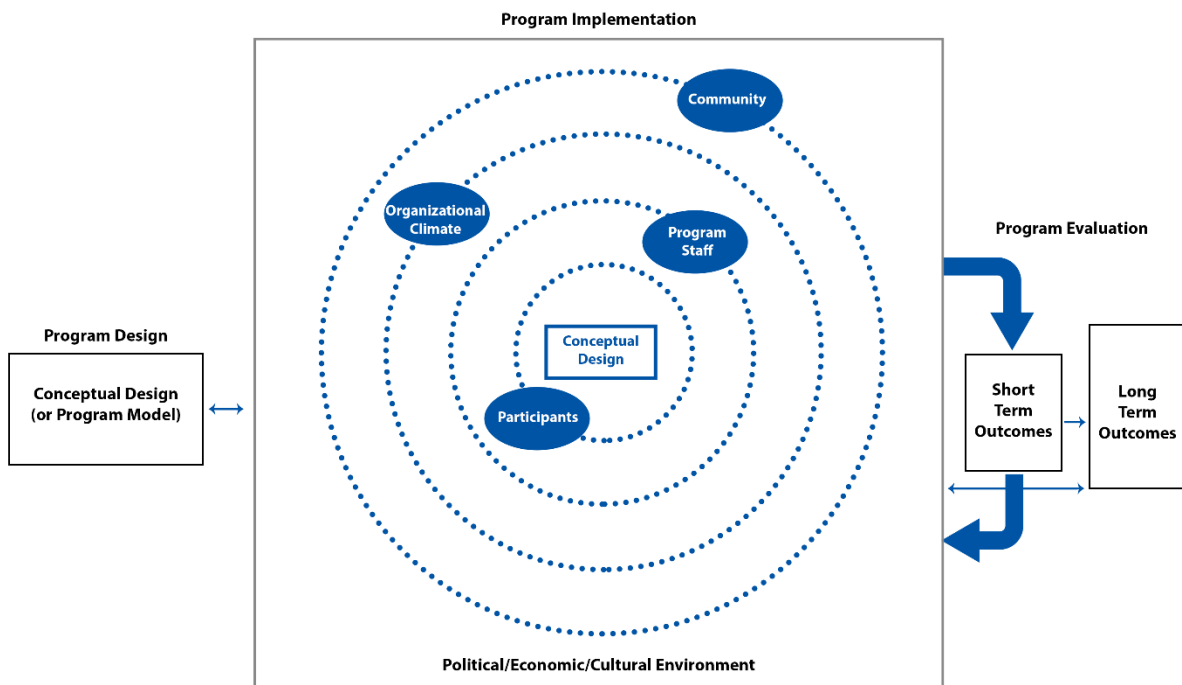 Program Implementation
Community
Organizational
Climate
Program
Staff
Program Evaluation
Program Design
Conceptual Design
(or Program Model)
Conceptual
Design
Participants
Short
Term
Outcomes
Long
Term
Outcomes
Political/Economic/Cultural Environment